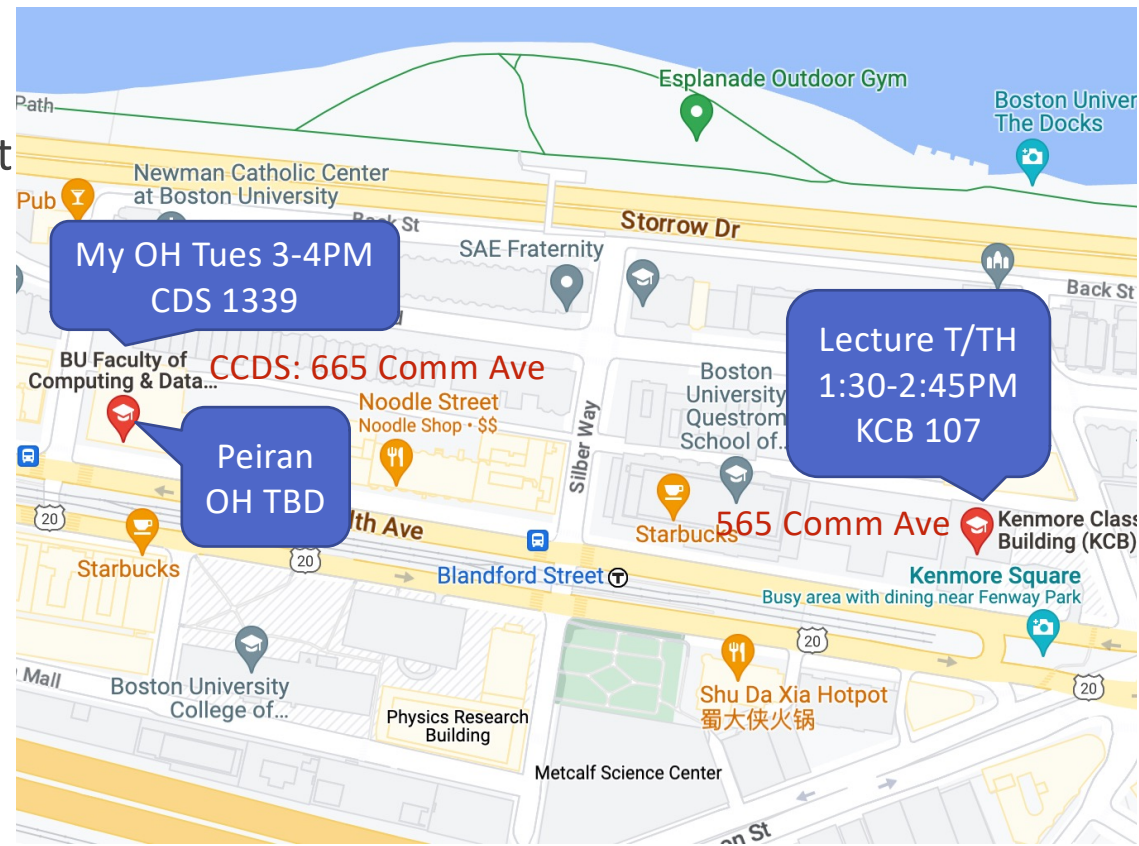 Esplanade Outdoor Gym
Boston Univer
The Docks
Path
t
Newman Catholic Center
at Boston University
Pub
Back St
Storrow Dr
My OH Tues 3-4PM
CDS 1339
SAE Fraternity
Back St
Lecture T/TH
1:30-2:45PM
KCB 107
BU Faculty of
Computing & Data...
CCDS: 665 Comm Ave
Noodle Street
Noodle Shop • $$
Boston
University
Questrom
School of...
Silber Way
Peiran
OH TBD
20
lth Ave
Starbucks
565 Comm Ave
Kenmore Class
Building (KCB)
Starbucks
20
Blandford Street
T
Kenmore Square
Busy area with dining near Fenway Park
20
20
Mall
Boston University
College of...
Physics Research
Building
Shu Da Xia Hotpot
蜀大侠火锅
Metcalf Science Center
on St